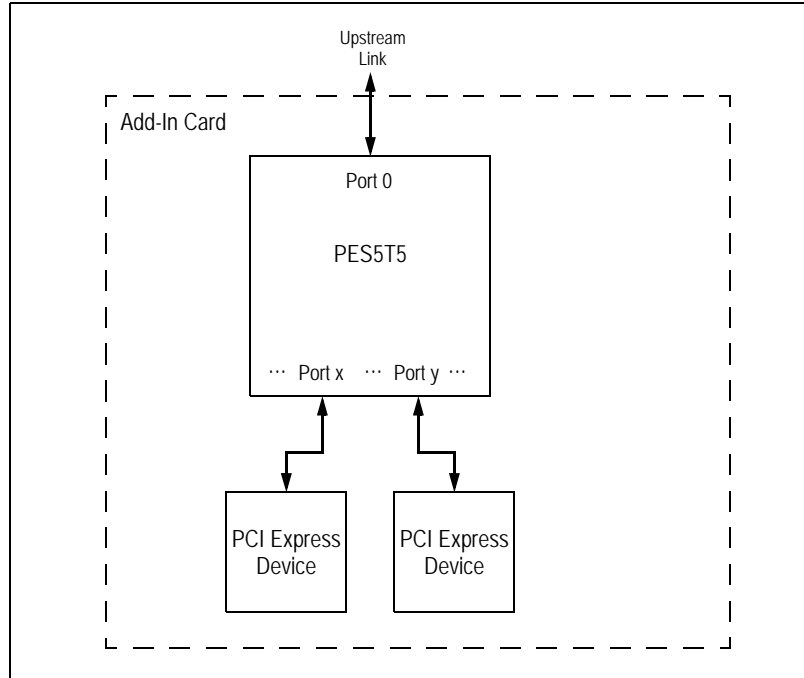 Upstream
Link
Add-In Card
Port 0
PES5T5
··· Port x ··· Port y ···
PCI Express
Device
PCI Express
Device